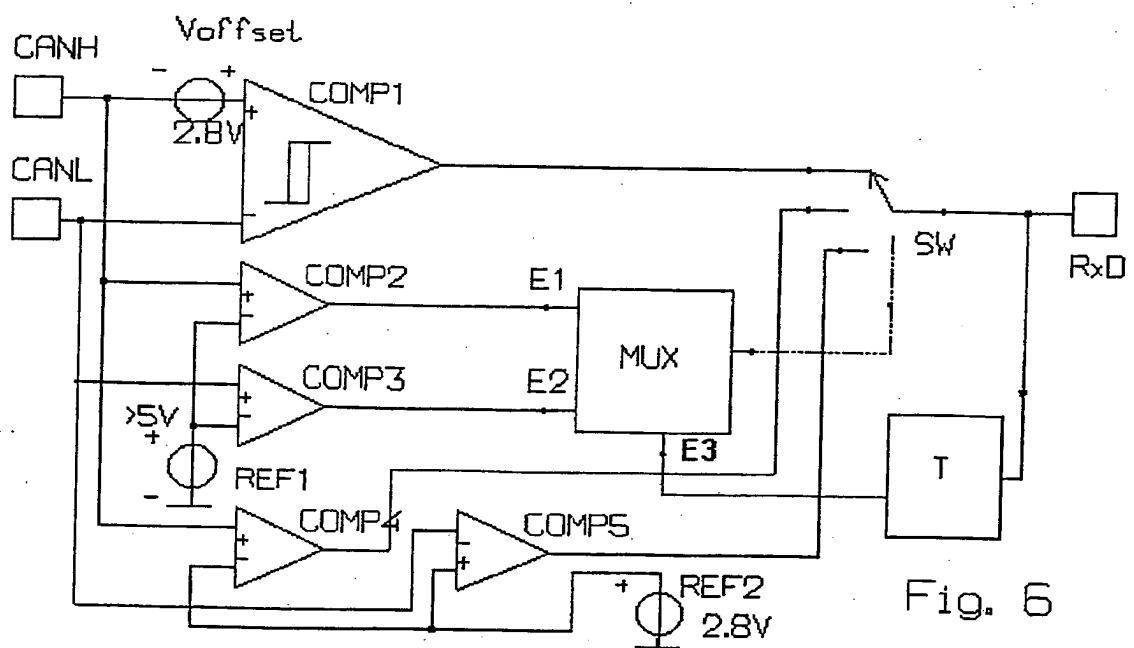 Voffset
CANH
- +
COMP1
+
2.8V
CANL
-
SW
RxD
COMP2
E1
+
-
MUX
COMP3
E2
+
-
>5V
+
E3
T
REF1
-
COMP4
COMP5
+
-
-
+
+
REF2
2.8V
Fig. 6